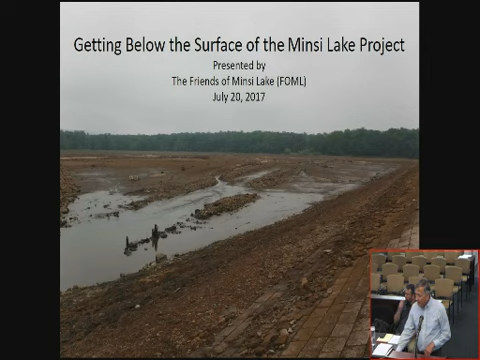 Getting Below the Surface of the Minsi Lake Project
Presented by
The Friends of Minsi Lake (FOML)
July 20, 2017